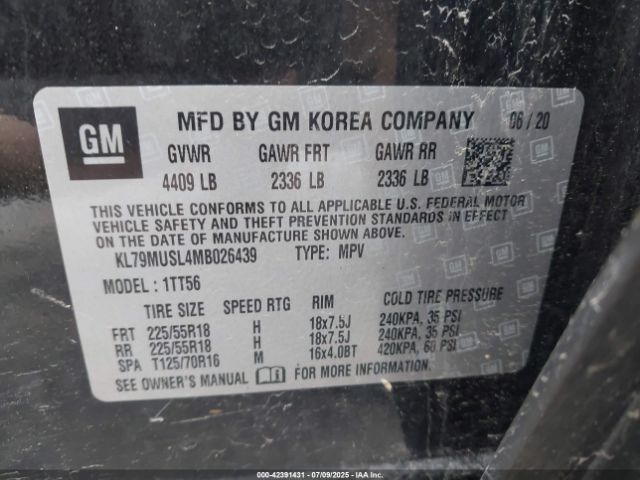 GM MFD BY GM KOREA COMPANY 06 / 20
GVWR GAWR FRT GAWR RR
4409 LB 2336 LB 2336 LB
THIS VEHICLE CONFORMS TO ALL APPLICABLE U.S. FEDERAL MOTOR
VEHICLE SAFETY AND THEFT PREVENTION STANDARDS IN EFFECT
ON THE DATE OF MANUFACTURE SHOWN ABOVE.
KL79MUSL4MB026439 TYPE: MPV
MODEL : 1TT56
TIRE SIZE SPEED RTG RIM COLD TIRE PRESSURE
FRT 225/55R18 H 18x7.5J 240KPA, 35 PSI
RR 225/55R18 H 18x7.5J 240KPA, 35 PSI
SPA T125/70R16 M 16x4.0BT 420KPA, 60 PSI
SEE OWNER'S MANUAL FOR MORE INFORMATION.
00-42391431 | 07/09/2025 - IAAI.COM